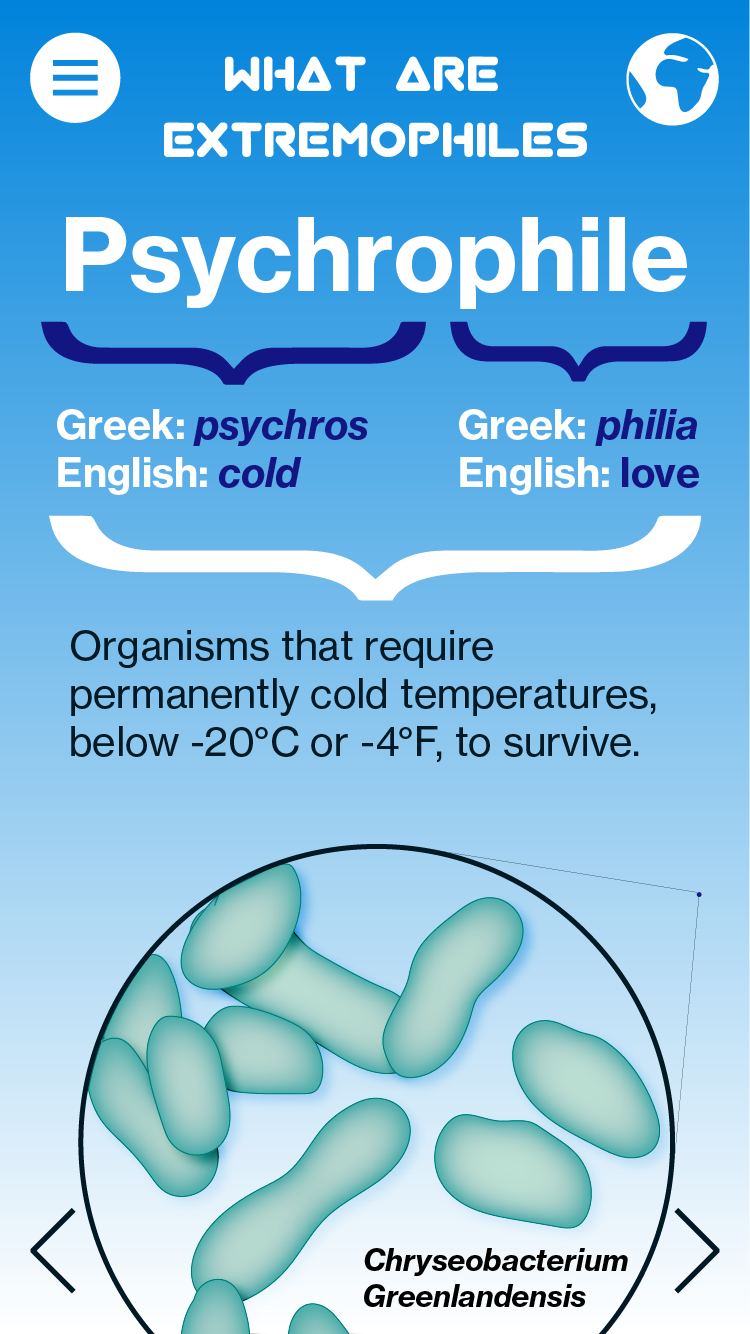 WHAT ARE
EXTREMOPHILES
Psychrophile
Greek: psychros
English: cold
Greek: philia
English: love
Organisms that require
permanently cold temperatures,
below -20°C or -4°F, to survive.
Chryseobacterium
Greenlandensis